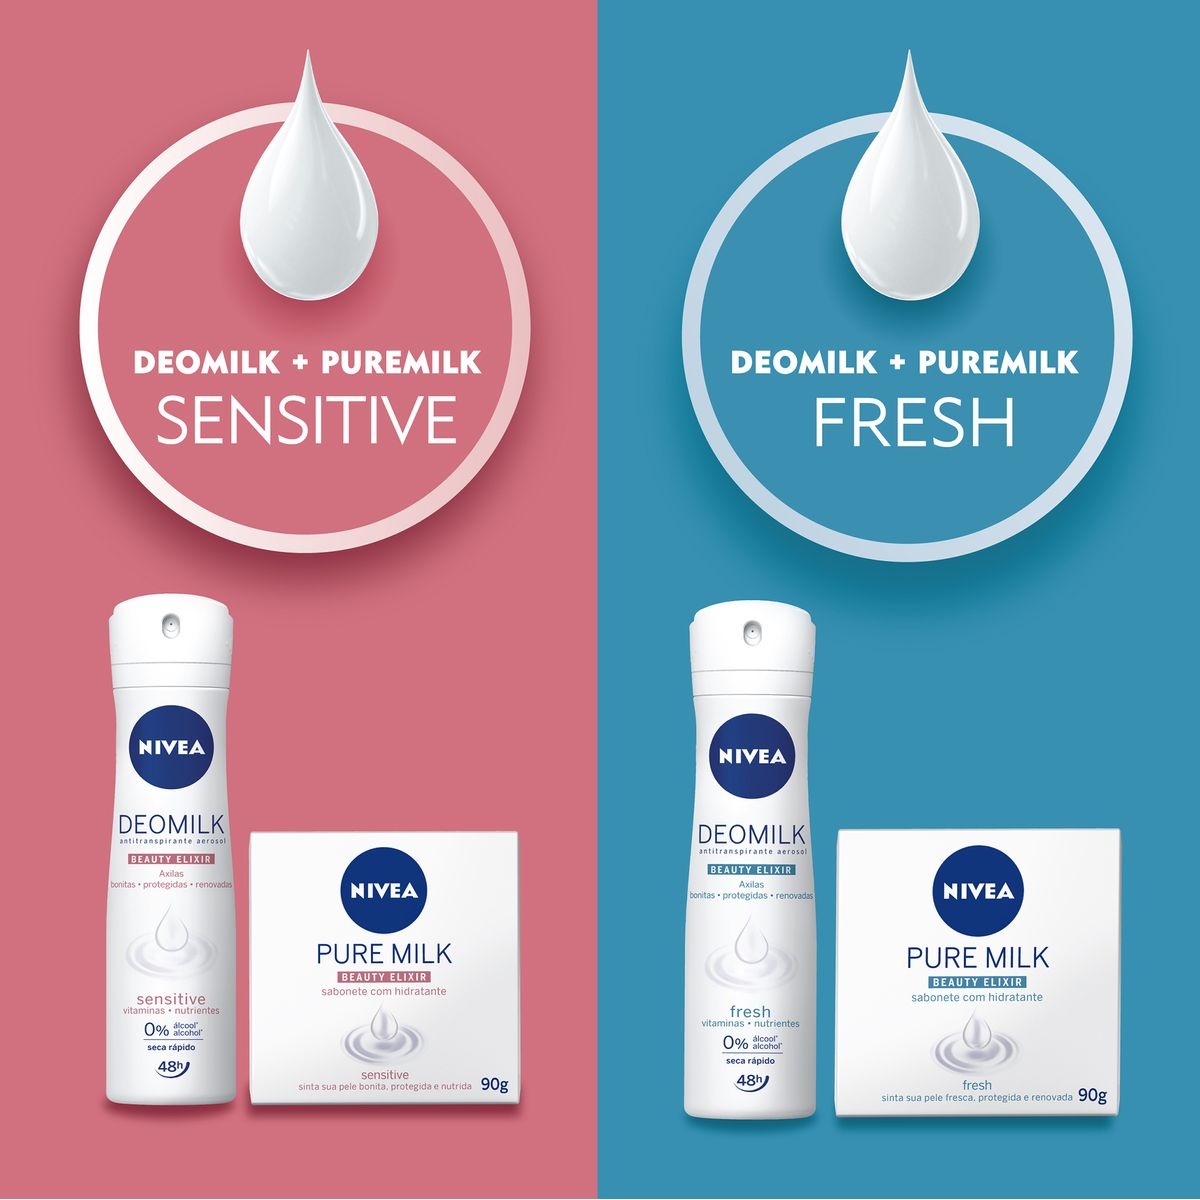 DEOMILK + PUREMILK
SENSITIVE
NIVEA
DEOMILK
antitranspirante aerosol
BEAUTY ELIXIR
Axilas
bonitas • protegidas • renovadas
sensitive
vitaminas • nutrientes
0% álcool*
alcohol*
seca rápido
48h
NIVEA
PURE MILK
BEAUTY ELIXIR
sabonete com hidratante
sensitive
sinta sua pele bonita, protegida e nutrida 90g
DEOMILK + PUREMILK
FRESH
NIVEA
DEOMILK
antitranspirante aerosol
BEAUTY ELIXIR
Axilas
bonitas • protegidas • renovadas
fresh
vitaminas • nutrientes
0% álcool*
alcohol*
seca rápido
48h
NIVEA
PURE MILK
BEAUTY ELIXIR
sabonete com hidratante
fresh
sinta sua pele fresca, protegida e renovada 90g